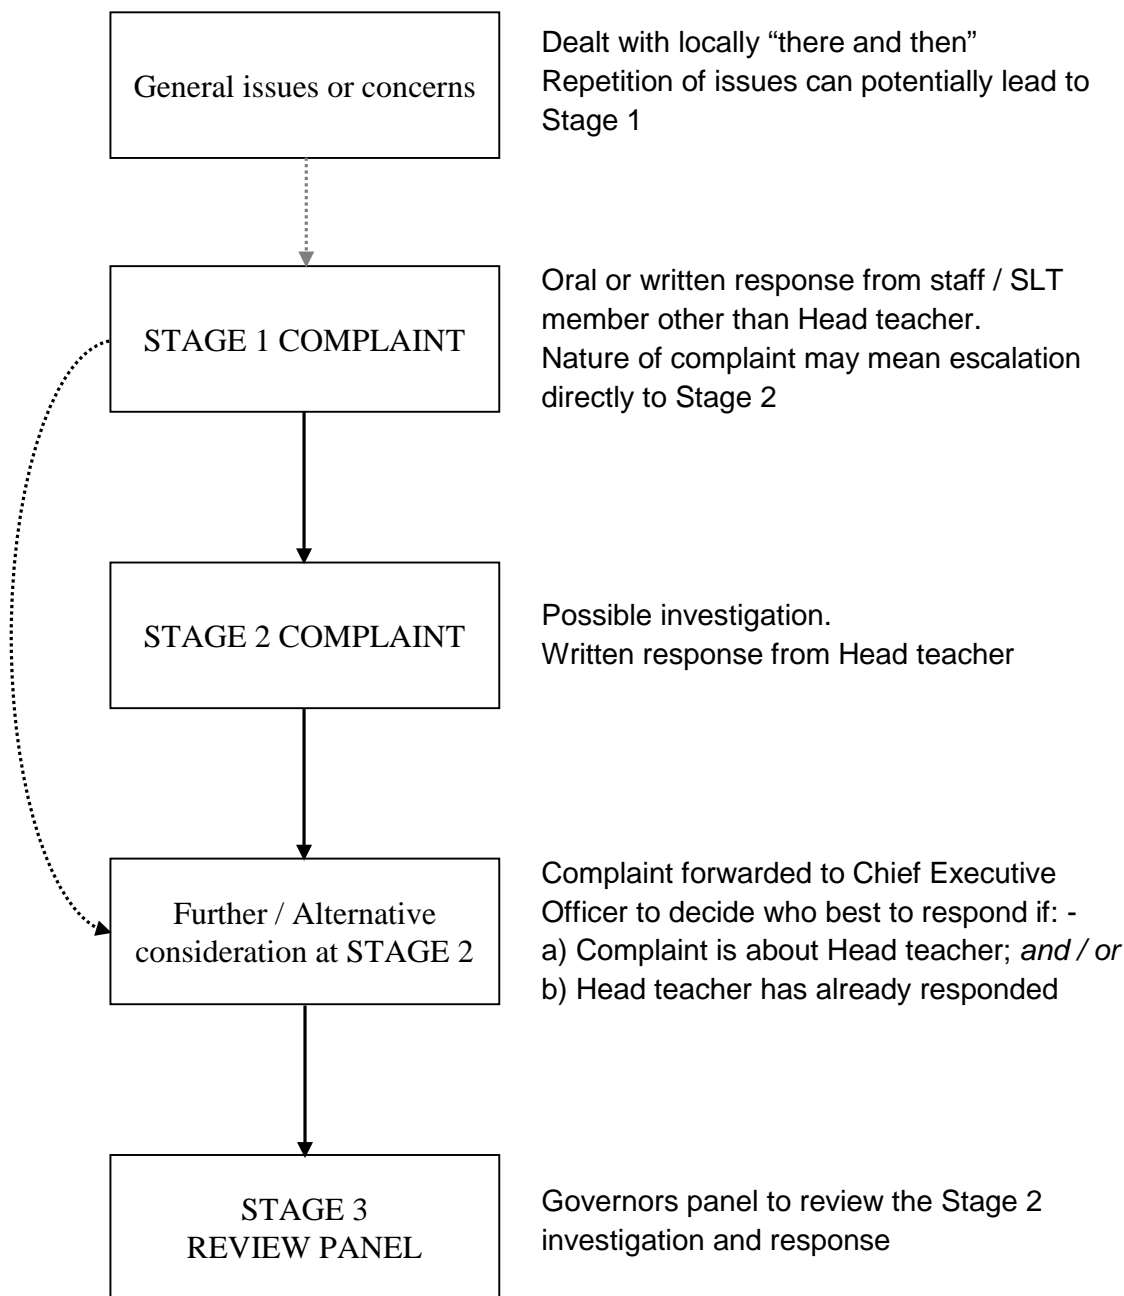 General issues or concerns
Dealt with locally “there and then”
Repetition of issues can potentially lead to
Stage 1
STAGE 1 COMPLAINT
Oral or written response from staff / SLT
member other than Head teacher.
Nature of complaint may mean escalation
directly to Stage 2
STAGE 2 COMPLAINT
Possible investigation.
Written response from Head teacher
Further / Alternative
consideration at STAGE 2
Complaint forwarded to Chief Executive
Officer to decide who best to respond if: -
a) Complaint is about Head teacher; and / or
b) Head teacher has already responded
STAGE 3
REVIEW PANEL
Governors panel to review the Stage 2
investigation and response